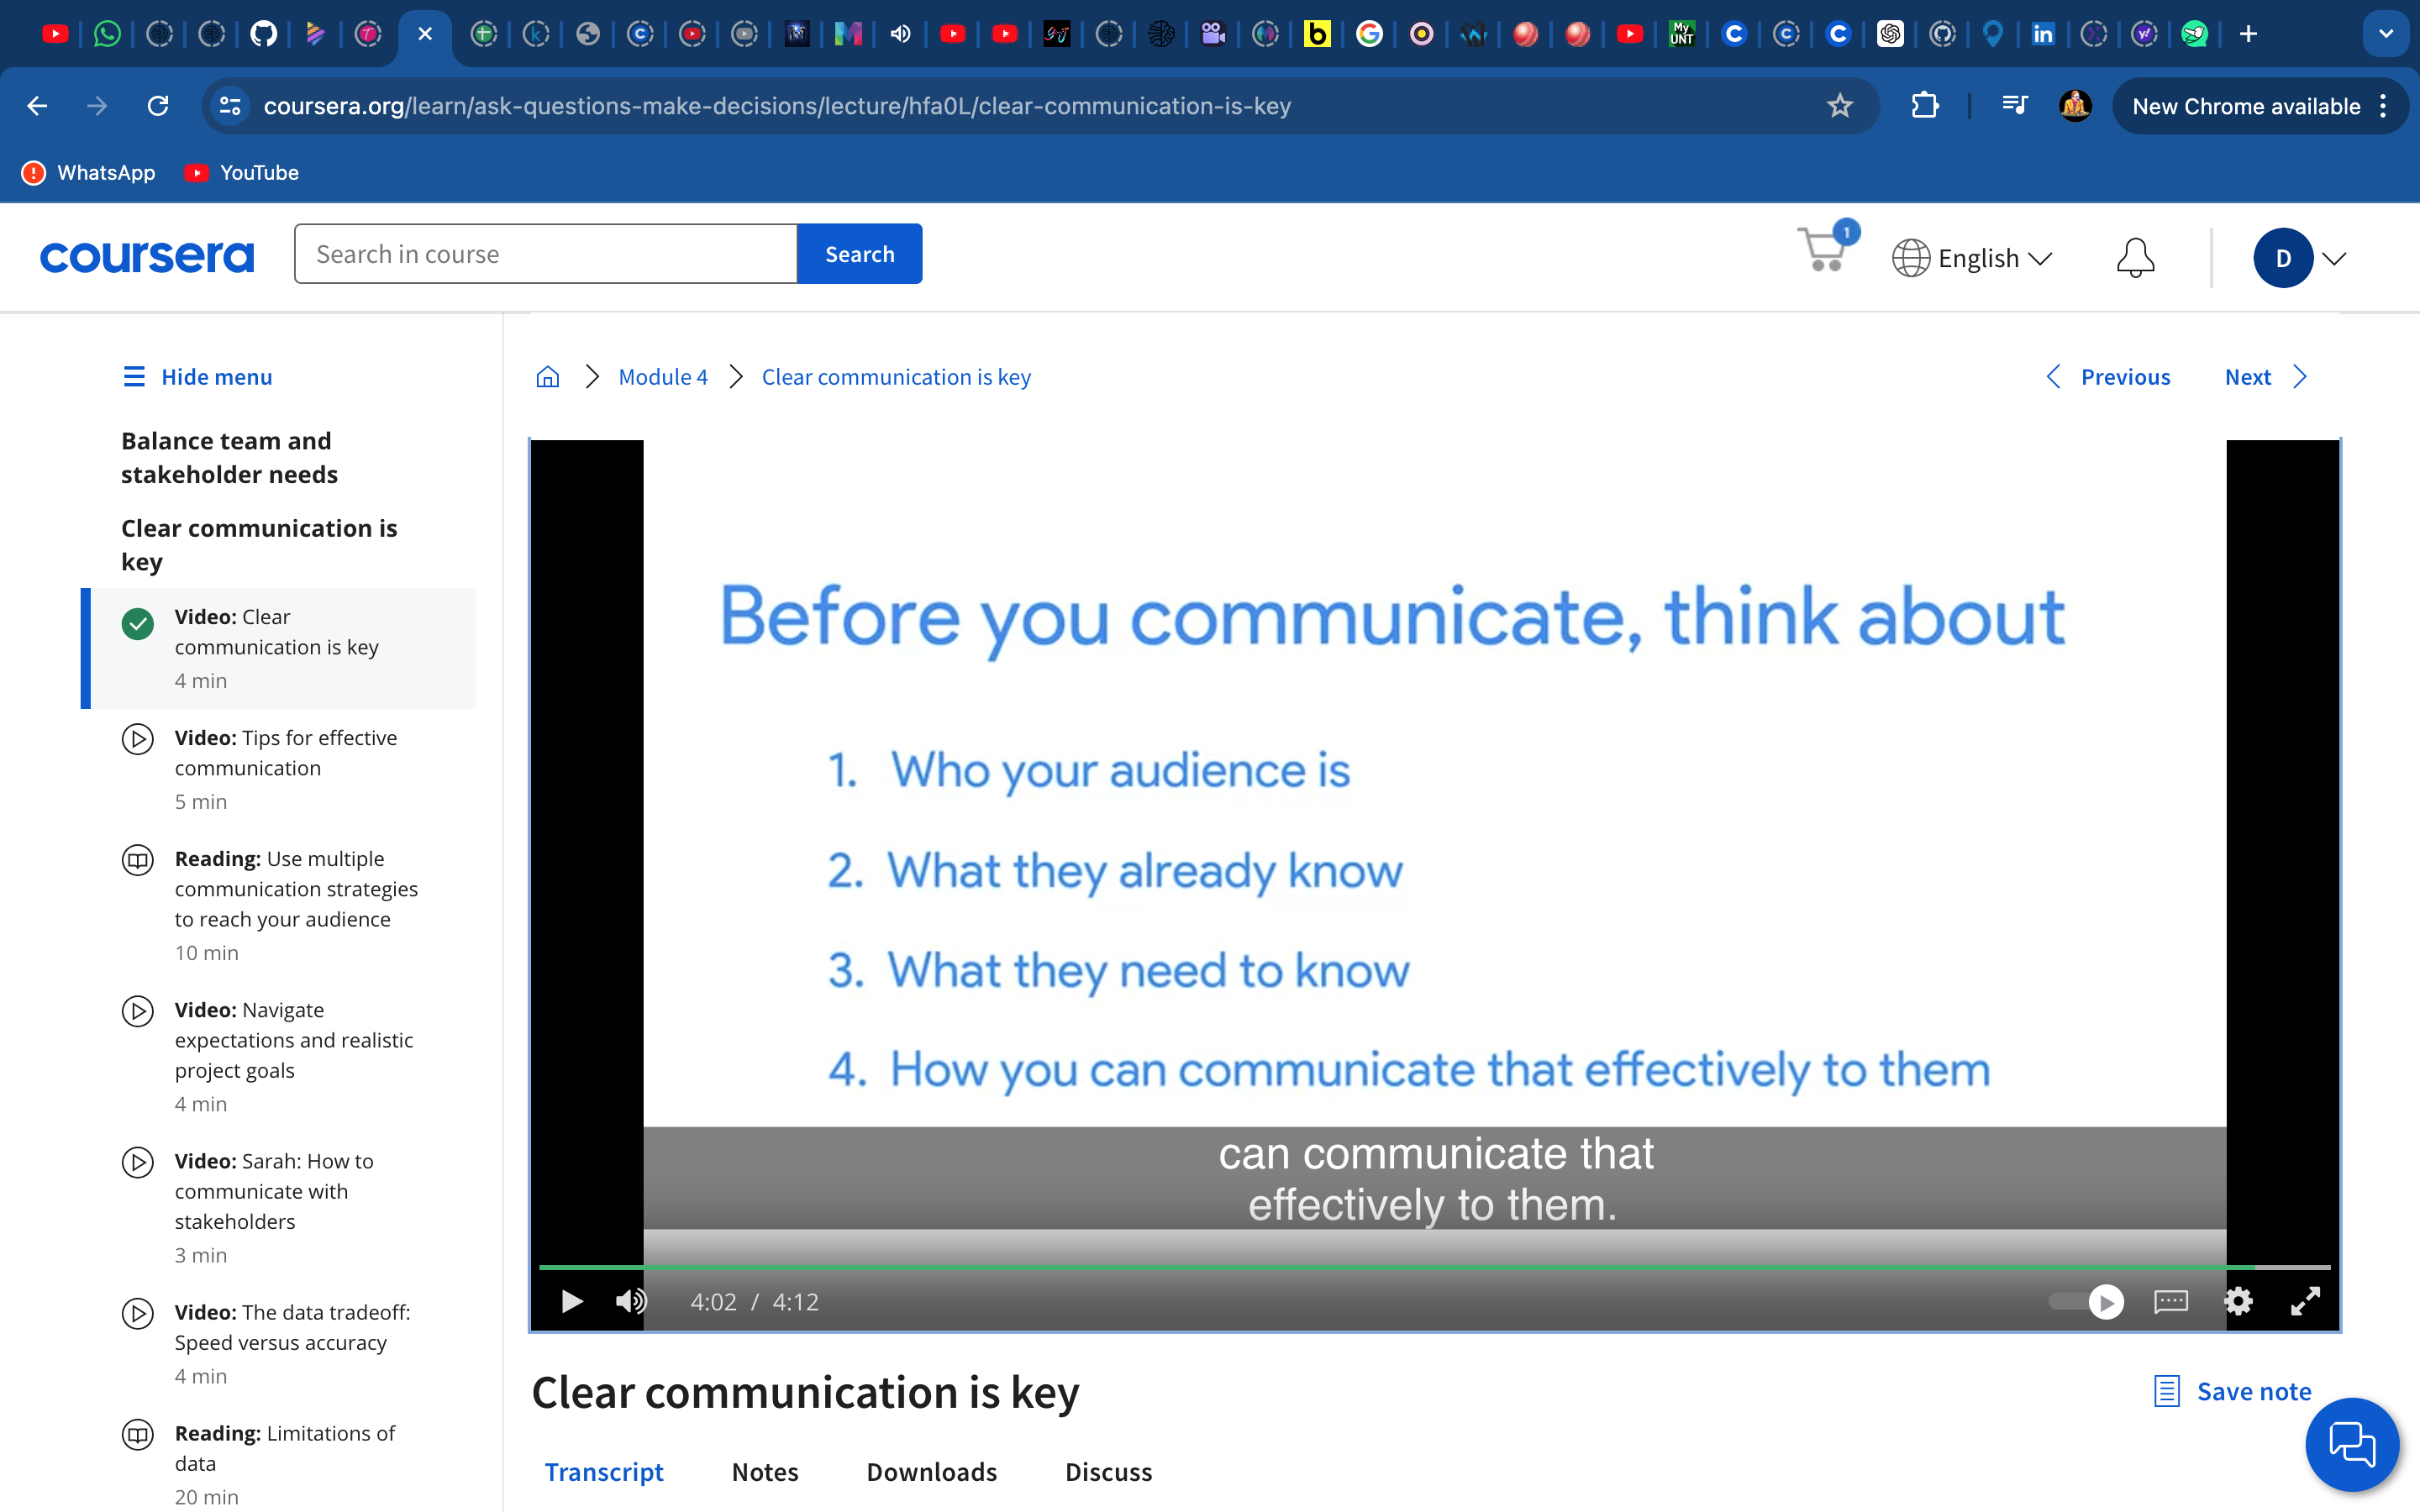 coursera.org/learn/ask-questions-make-decisions/lecture/hfa0L/clear-communication-is-key
New Chrome available
WhatsApp
YouTube
coursera
Search in course
Search
1
English
D
Hide menu
Balance team and
stakeholder needs
Clear communication is
key
Video: Clear
communication is key
4 min
Video: Tips for effective
communication
5 min
Reading: Use multiple
communication strategies
to reach your audience
10 min
Video: Navigate
expectations and realistic
project goals
4 min
Video: Sarah: How to
communicate with
stakeholders
3 min
Video: The data tradeoff:
Speed versus accuracy
4 min
Reading: Limitations of
data
20 min
Module 4
Clear communication is key
Previous
Next
Before you communicate, think about
1. Who your audience is
2. What they already know
3. What they need to know
4. How you can communicate that effectively to them
can communicate that
effectively to them.
4:02 / 4:12
Clear communication is key
Save note
Transcript
Notes
Downloads
Discuss